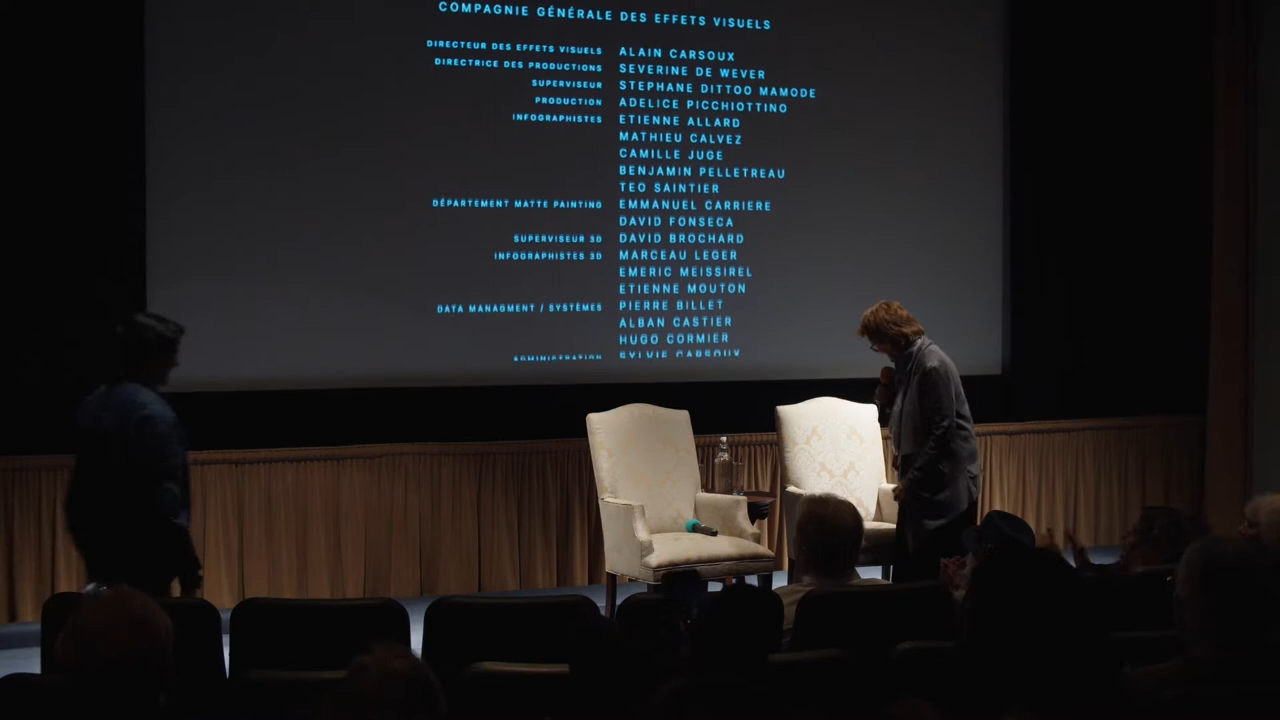 COMPAGNIE GÉNÉRALE DES EFFETS VISUELS
DIRECTEUR DES EFFETS VISUELS ALAIN CARSOUX
DIRECTRICE DES PRODUCTIONS SEVERINE DE WEVER
SUPERVISEUR STEPHANE DITTOO MAMODE
PRODUCTION ADELICE PICCHIOTTINO
INFOGRAPHISTES ETIENNE ALLARD
MATHIEU CALVEZ
CAMILLE JUGE
BENJAMIN PELLETREAU
TEO SAINTIER
DÉPARTEMENT MATTE PAINTING EMMANUEL CARRIERE
DAVID FONSECA
SUPERVISEUR 3D DAVID BROCHARD
INFOGRAPHISTES 3D MARCEAU LEGER
EMERIC MEISSIREL
ETIENNE MOUTON
DATA MANAGMENT / SYSTÈMES PIERRE BILLET
ALBAN CASTIER
HUGO CORMIER
ADMINISTRATION SYLVIE CARSOUX